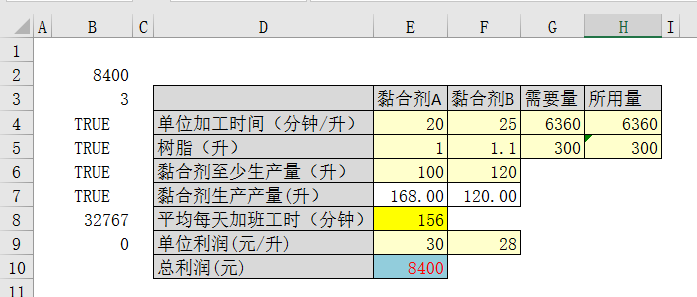 A B C D E F G H I
1
2 8400
3 3 黏合剂A 黏合剂B 需要量 所用量
4 TRUE 单位加工时间（分钟/升） 20 25 6360 6360
5 TRUE 树脂（升） 1 1.1 300 300
6 TRUE 黏合剂至少生产量（升） 100 120
7 TRUE 黏合剂生产产量(升) 168.00 120.00
8 32767 平均每天加班工时（分钟） 156
9 0 单位利润(元/升) 30 28
10 总利润(元) 8400
11